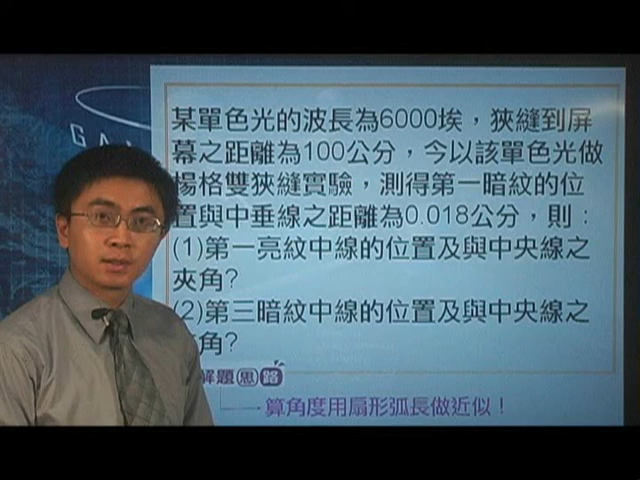 GA
某單色光的波長為6000埃，狹縫到屏
幕之距離為100公分，今以該單色光做
楊格雙狹縫實驗，測得第一暗紋的位
置與中垂線之距離為0.018公分，則：
(1)第一亮紋中線的位置及與中央線之
夾角?
(2)第三暗紋中線的位置及與中央線之
角?
解題思路
算角度用扇形弧長做近似！